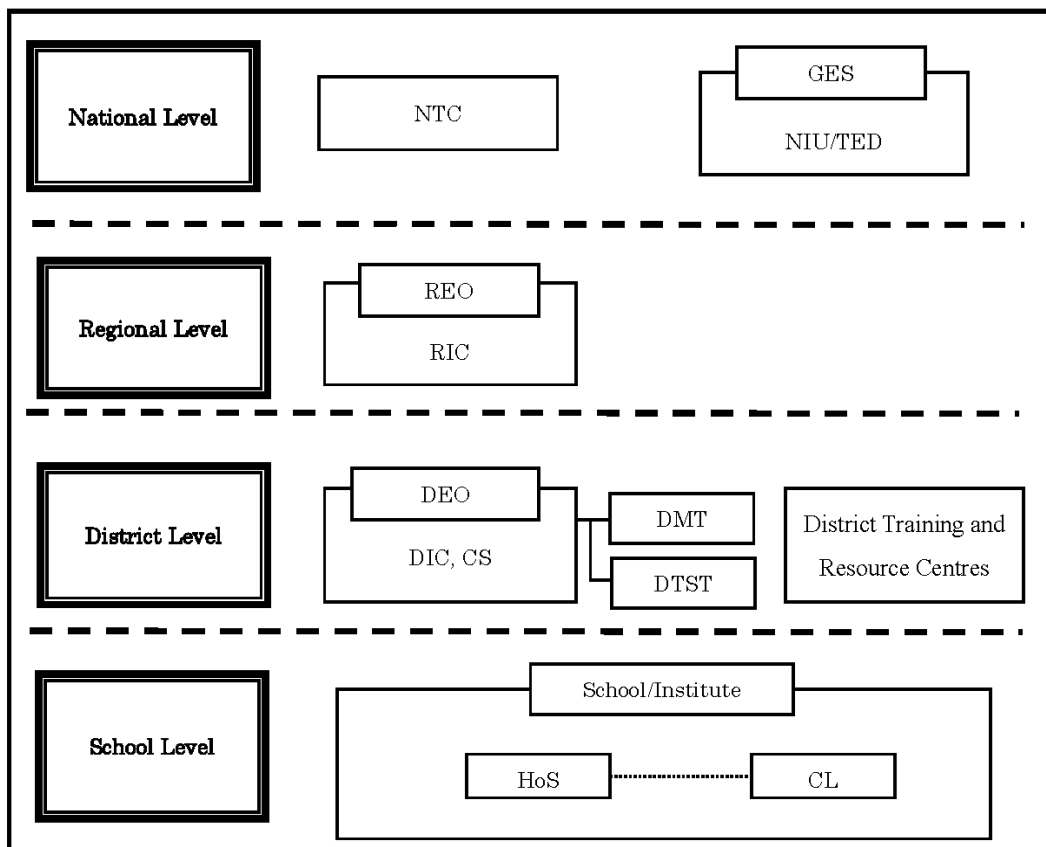 National Level
NTC
GES
NIU/TED
Regional Level
REO
RIC
District Level
DEO
DIC, CS
DMT
DTST
District Training and
Resource Centres
School Level
School/Institute
HoS
CL